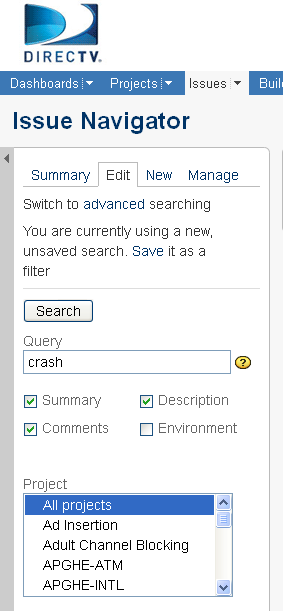 DIRECTV.
Dashboards Projects Issues Buil
Issue Navigator
Summary Edit New Manage
Switch to advanced searching
You are currently using a new,
unsaved search. Save it as a
filter
Search
Query
crash ?
Summary Description
Comments Environment
Project
All projects
Ad Insertion
Adult Channel Blocking
APGHE-ATM
APGHE-INTL